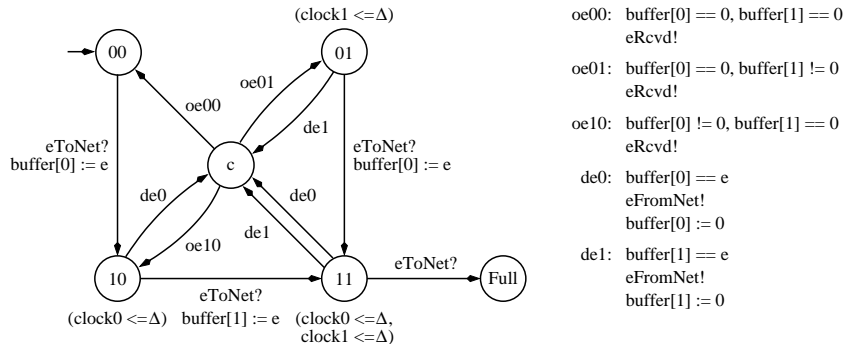 (clock1 <=Δ)
00
01
oe00
oe01
de1
eToNet?
buffer[0] := e
eToNet?
buffer[0] := e
c
de0
oe10
de0
de1
10
11
Full
eToNet?
eToNet?
buffer[1] := e
(clock0 <=Δ)
(clock0 <=Δ,
clock1 <=Δ)
oe00: buffer[0] == 0, buffer[1] == 0
eRcvd!
oe01: buffer[0] == 0, buffer[1] != 0
eRcvd!
oe10: buffer[0] != 0, buffer[1] == 0
eRcvd!
de0: buffer[0] == e
eFromNet!
buffer[0] := 0
de1: buffer[1] == e
eFromNet!
buffer[1] := 0